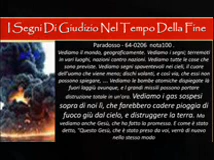 I Segni Di Giudizio Nel Tempo Della Fine
Paradosso - 64-0206 nota100 .
Vediamo il mondo, geograficamente. Vediamo i segni; terremoti
in vari luoghi, nazioni contro nazioni. Vediamo tutte le cose che
sono previste. Vediamo segni spaventevoli nei cieli, il cuore
dell'uomo che viene meno; dischi volanti, e così via, che essi non
possono spiegare, ... Vediamo le bombe atomiche dispiegate là
fuori laggiù ovunque, e i grandi missili possono portare
distruzione totale in un'ora. Vediamo i gas sospesi
sopra di noi lì, che farebbero cadere pioggia di
fuoco giù dal cielo, e distruggere la terra. Ma
vediamo anche Gesù, che ha fatto la promessa. E come è stato
detto, "Questo Gesù, che è stato preso da voi, verrà di nuovo
nello stesso modo